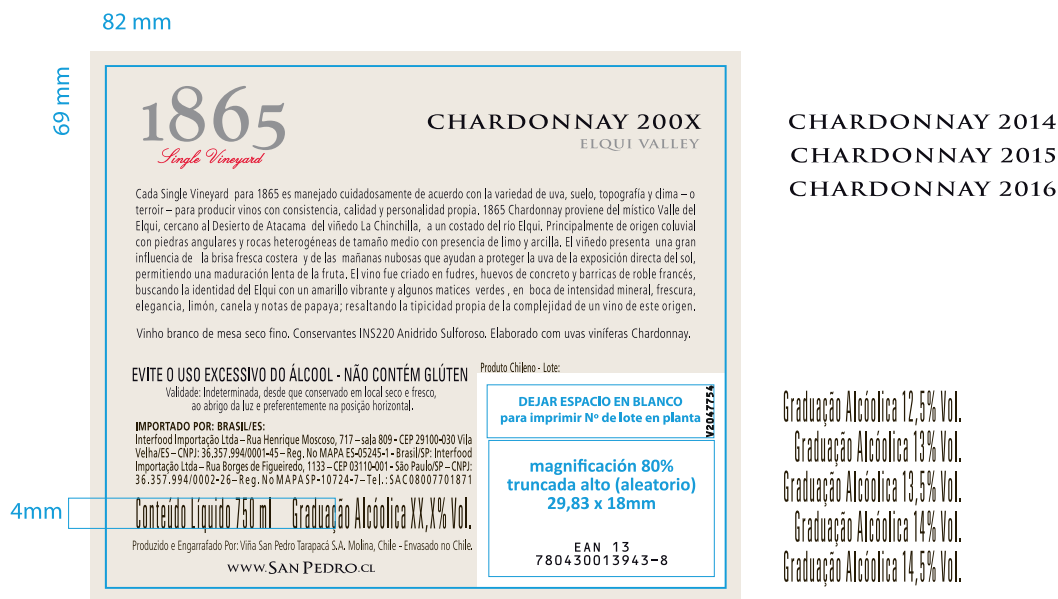 82 mm
69 mm
1865
Single Vineyard
CHARDONNAY 200X
ELQUI VALLEY
Cada Single Vineyard para 1865 es manejado cuidadosamente de acuerdo con la variedad de uva, suelo, topografía y clima – o
terroir – para producir vinos con consistencia, calidad y personalidad propia. 1865 Chardonnay proviene del místico Valle del
Elqui, cercano al Desierto de Atacama del viñedo La Chinchilla, a un costado del río Elqui. Principalmente de origen coluvial
con piedras angulares y rocas heterogéneas de tamaño medio con presencia de limo y arcilla. El viñedo presenta una gran
influencia de la brisa fresca costera y de las mañanas nubosas que ayudan a proteger la uva de la exposición directa del sol,
permitiendo una maduración lenta de la fruta. El vino fue criado en fudres, huevos de concreto y barricas de roble francés,
buscando la identidad del Elqui con un amarillo vibrante y algunos matices verdes , en boca de intensidad mineral, frescura,
elegancia, limón, canela y notas de papaya; resaltando la tipicidad propia de la complejidad de un vino de este origen.
Vinho branco de mesa seco fino. Conservantes INS220 Anidrido Sulforoso. Elaborado com uvas viníferas Chardonnay.
EVITE O USO EXCESSIVO DO ÁLCOOL - NÃO CONTÉM GLÚTEN
Validade: Indeterminada, desde que conservado em local seco e fresco,
ao abrigo da luz e preferentemente na posição horizontal.
IMPORTADO POR: BRASIL/ES:
Interfood Importação Ltda – Rua Henrique Moscoso, 717 – sala 809 - CEP 29100-030 Vila
Velha/ES – CNPJ: 36.357.994/0001-45 – Reg. No MAPA ES-05245-1 - Brasil/SP: Interfood
Importação Ltda – Rua Borges de Figueiredo, 1133 – CEP 03110-001 - São Paulo/SP – CNPJ:
36.357.994/0002-26 – Reg. No MAPA SP-10724-7 – Tel.: SAC08007701871
4mm
Conteúdo Líquido 750 ml Graduação Alcóolica XX,X% Vol.
Produzido e Engarrafado Por: Viña San Pedro Tarapacá S.A. Molina, Chile - Envasado no Chile.
WWW.SAN PEDRO.CL
Produto Chileno - Lote:
DEJAR ESPACIO EN BLANCO
para imprimir Nº de lote en planta
V2047754
magnificación 80%
truncada alto (aleatorio)
29,83 x 18mm
EAN 13
780430013943-8
CHARDONNAY 2014
CHARDONNAY 2015
CHARDONNAY 2016
Graduação Alcóolica 12,5% Vol.
Graduação Alcóolica 13% Vol.
Graduação Alcóolica 13,5% Vol.
Graduação Alcóolica 14% Vol.
Graduação Alcóolica 14,5% Vol.